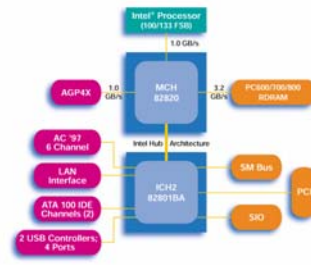 Intel® Processor
(100/133 FSB)
1.0 GB/s
AGP4X
1.0
GB/s
MCH
82820
3.2
GB/s
PC600/700/800
RDRAM
AC '97
6 Channel
Intel Hub
Architecture
LAN
Interface
ICH2
82801BA
SM Bus
PCI
ATA 100 IDE
Channels (2)
SIO
2 USB Controllers;
4 Ports